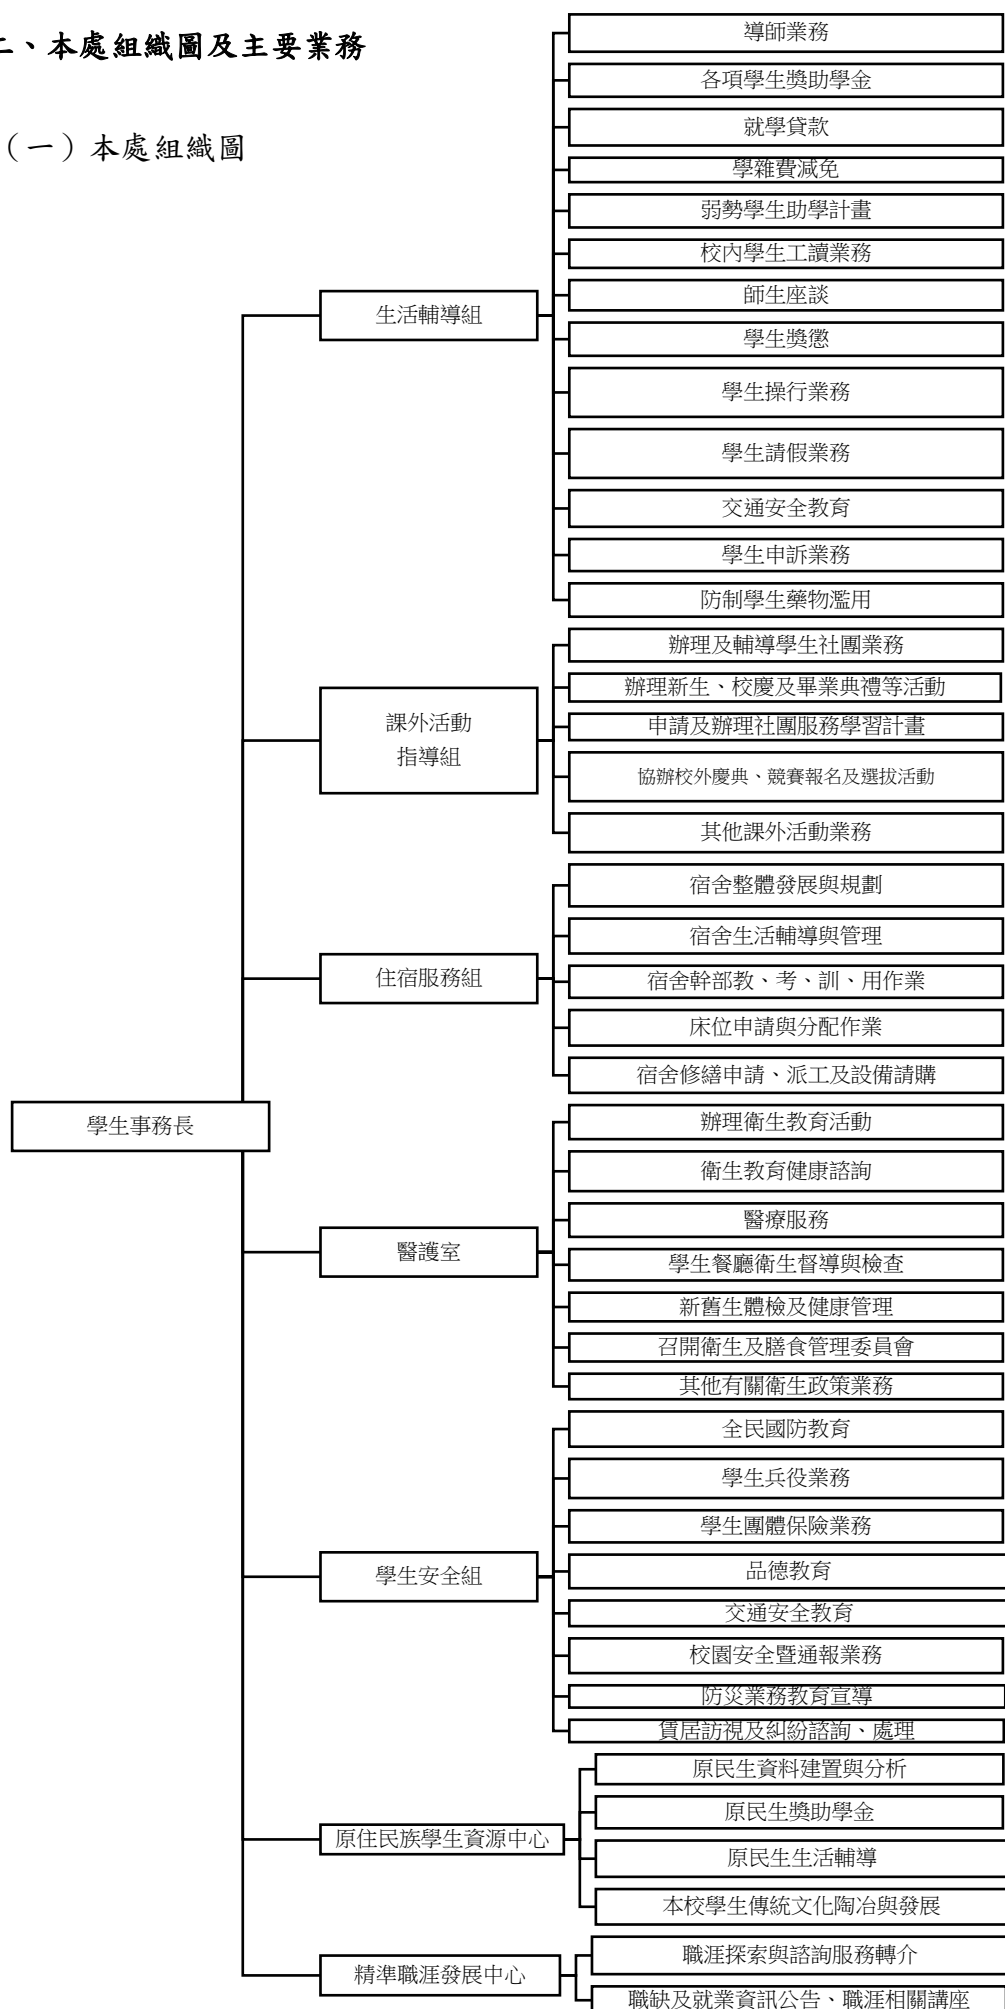 二、本處組織圖及主要業務
（一）本處組織圖
學生事務長
生活輔導組
導師業務
各項學生獎助學金
就學貸款
學雜費減免
弱勢學生助學計畫
校內學生工讀業務
師生座談
學生獎懲
學生操行業務
學生請假業務
交通安全教育
學生申訴業務
防制學生藥物濫用
課外活動
指導組
辦理及輔導學生社團業務
辦理新生、校慶及畢業典禮等活動
申請及辦理社團服務學習計畫
協辦校外慶典、競賽報名及選拔活動
其他課外活動業務
住宿服務組
宿舍整體發展與規劃
宿舍生活輔導與管理
宿舍幹部教、考、訓、用作業
床位申請與分配作業
宿舍修繕申請、派工及設備請購
醫護室
辦理衛生教育活動
衛生教育健康諮詢
醫療服務
學生餐廳衛生督導與檢查
新舊生體檢及健康管理
召開衛生及膳食管理委員會
其他有關衛生政策業務
學生安全組
全民國防教育
學生兵役業務
學生團體保險業務
品德教育
交通安全教育
校園安全暨通報業務
防災業務教育宣導
賃居訪視及糾紛諮詢、處理
原住民族學生資源中心
原民生資料建置與分析
原民生獎助學金
原民生生活輔導
本校學生傳統文化陶冶與發展
精準職涯發展中心
職涯探索與諮詢服務轉介
職缺及就業資訊公告、職涯相關講座